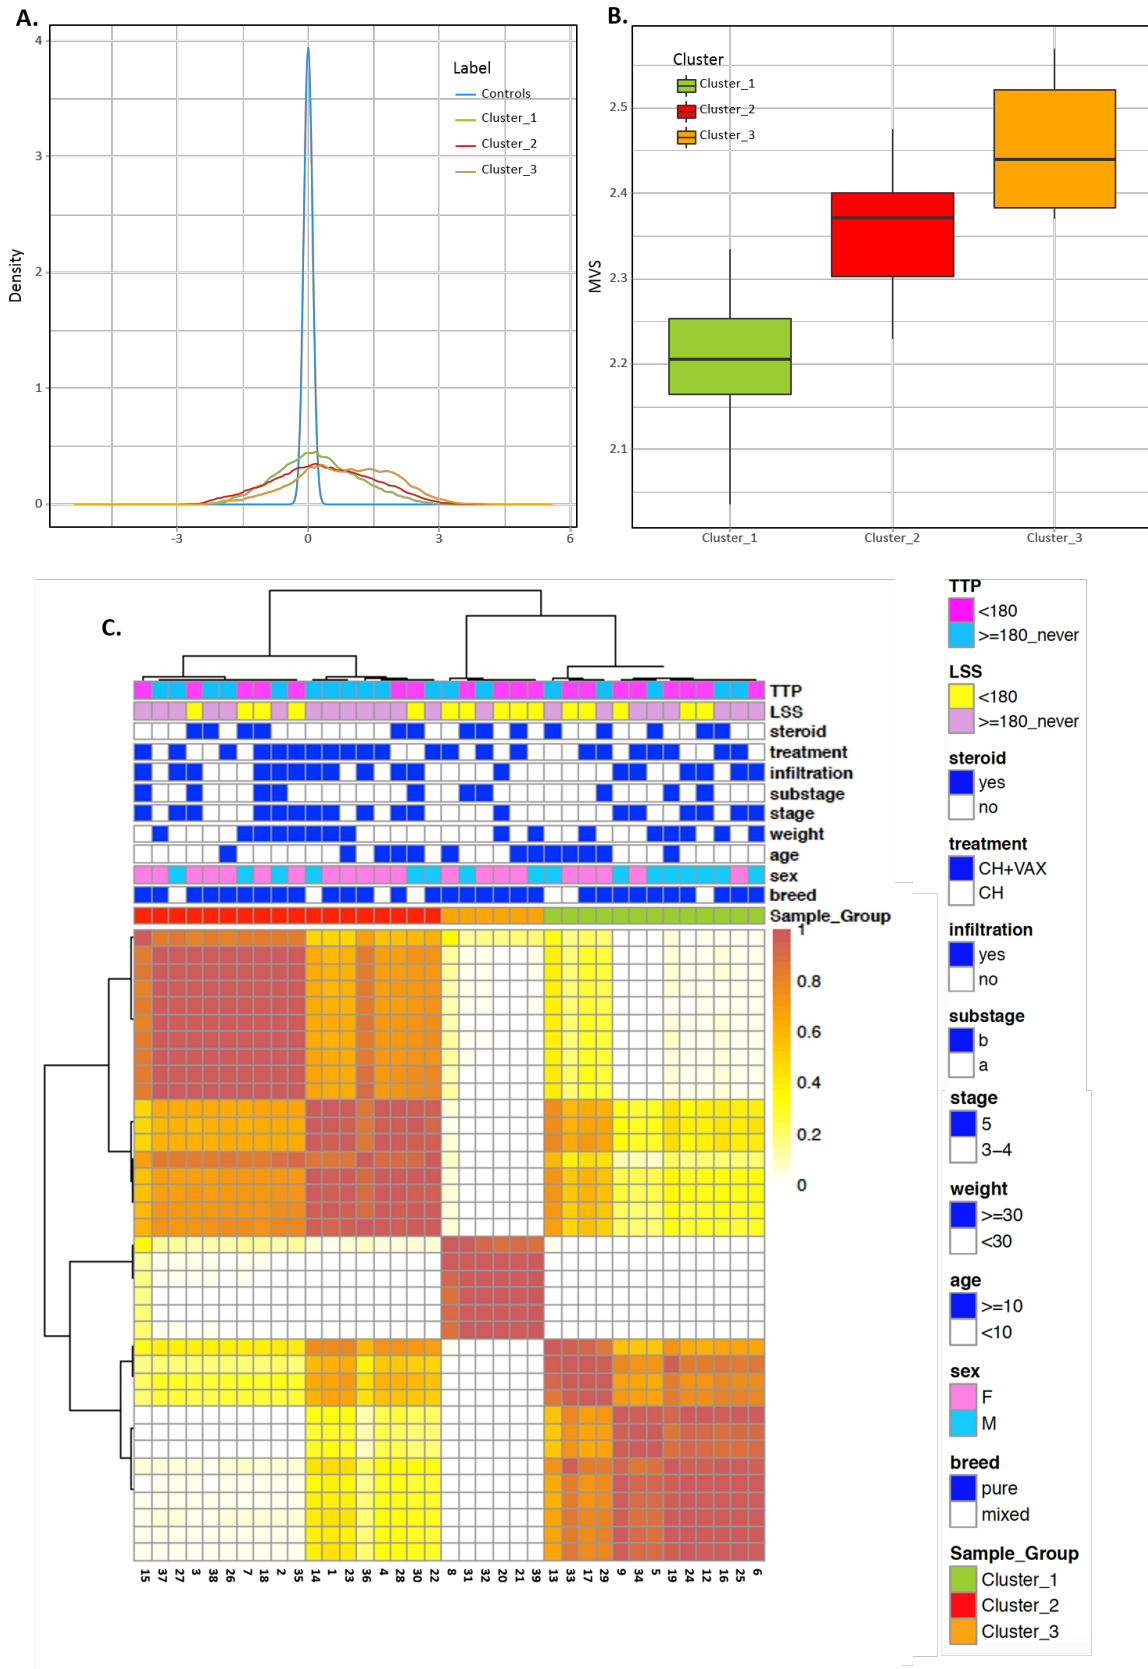 A.
4
3
2
1
0
Density
-3 0 3 6
Label
Controls
Cluster_1
Cluster_2
Cluster_3
B.
MVS
2.5
2.4
2.3
2.2
2.1
Cluster
Cluster_1
Cluster_2
Cluster_3
Cluster_1 Cluster_2 Cluster_3
C.
TTP
LSS
steroid
treatment
infiltration
substage
stage
weight
age
sex
breed
Sample_Group
1
0.8
0.6
0.4
0.2
0
15 37 27 3 38 26 7 18 2 35 14 1 23 36 4 28 30 22 8 31 32 20 21 39 13 33 17 29 9 34 5 19 24 12 16 25 6
TTP
<180
>=180_never
LSS
<180
>=180_never
steroid
yes
no
treatment
CH+VAX
CH
infiltration
yes
no
substage
b
a
stage
5
3−4
weight
>=30
<30
age
>=10
<10
sex
F
M
breed
pure
mixed
Sample_Group
Cluster_1
Cluster_2
Cluster_3